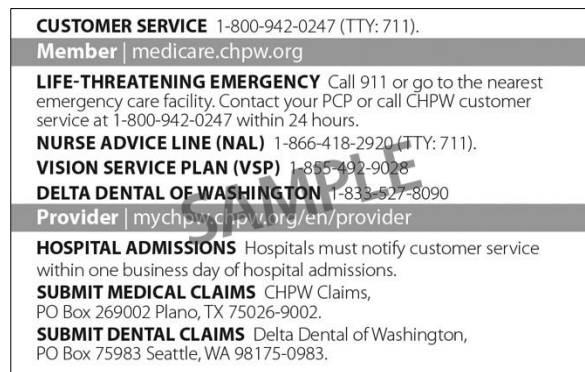 CUSTOMER SERVICE 1-800-942-0247 (TTY: 711).
Member | medicare.chpw.org
LIFE-THREATENING EMERGENCY Call 911 or go to the nearest
emergency care facility. Contact your PCP or call CHPW customer
service at 1-800-942-0247 within 24 hours.
NURSE ADVICE LINE (NAL) 1-866-418-2920 (TTY: 711).
VISION SERVICE PLAN (VSP) 1-855-492-9028
DELTA DENTAL OF WASHINGTON 1-833-527-8090
SAMPLE
Provider | mychpw.chpw.org/en/provider
HOSPITAL ADMISSIONS Hospitals must notify customer service
within one business day of hospital admissions.
SUBMIT MEDICAL CLAIMS CHPW Claims,
PO Box 269002 Plano, TX 75026-9002.
SUBMIT DENTAL CLAIMS Delta Dental of Washington,
PO Box 75983 Seattle, WA 98175-0983.